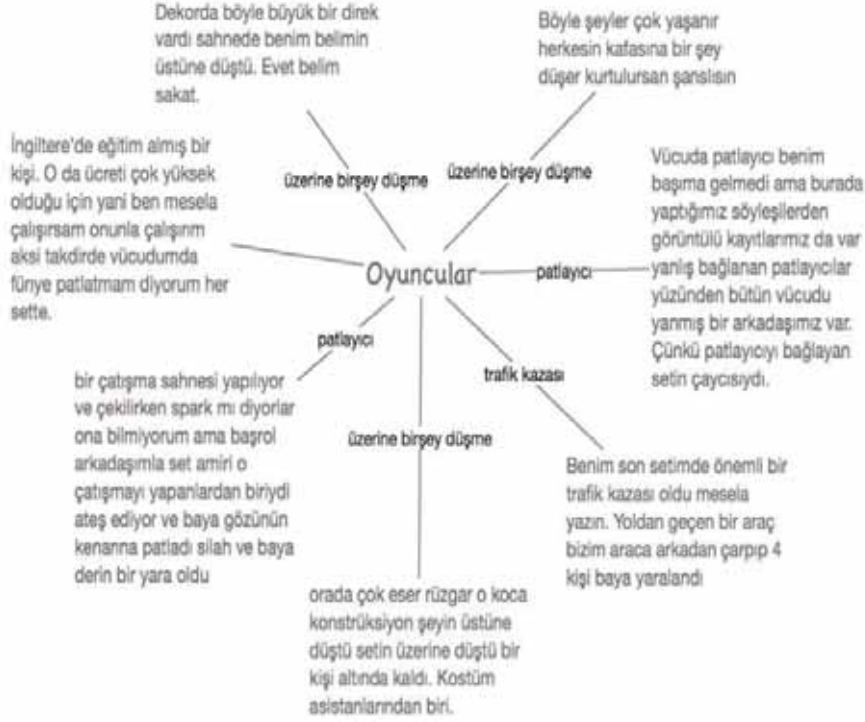 Dekorda böyle büyük bir direk
vardı sahnede benim belimin
üstüne düştü. Evet belim
sakat.
Böyle şeyler çok yaşanır
herkesin kafasına bir şey
düşer kurtulursan şanslısın
İngiltere'de eğitim almış bir
kişi. O da ücreti çok yüksek
olduğu için yani ben mesela
çalışırsam onunla çalışırım
aksi takdirde vücudumda
fünye patlatmam diyorum her
sette.
üzerine birşey düşme
üzerine birşey düşme
Vücuda patlayıcı benim
başıma gelmedi ama burada
yaptığımız söyleşilerden
görüntülü kayıtlarımız da var
yanlış bağlanan patlayıcılar
yüzünden bütün vücudu
yanmış bir arkadaşımız var.
Çünkü patlayıcıyı bağlayan
setin çaycısıydı.
Oyuncular
patlayıcı
patlayıcı
trafik kazası
üzerine birşey düşme
bir çatışma sahnesi yapılıyor
ve çekilirken spark mı diyorlar
ona bilmiyorum ama başrol
arkadaşımla set amiri o
çatışmayı yapanlardan biriydi
ateş ediyor ve baya gözünün
kenarına patladı silah ve baya
derin bir yara oldu
Benim son setimde önemli bir
trafik kazası oldu mesela
yazın. Yoldan geçen bir araç
bizim araca arkadan çarpıp 4
kişi baya yaralandı
orada çok eser rüzgar o koca
konstrüksiyon şeyin üstüne
düştü setin üzerine düştü bir
kişi altında kaldı. Kostüm
asistanlarından biri.